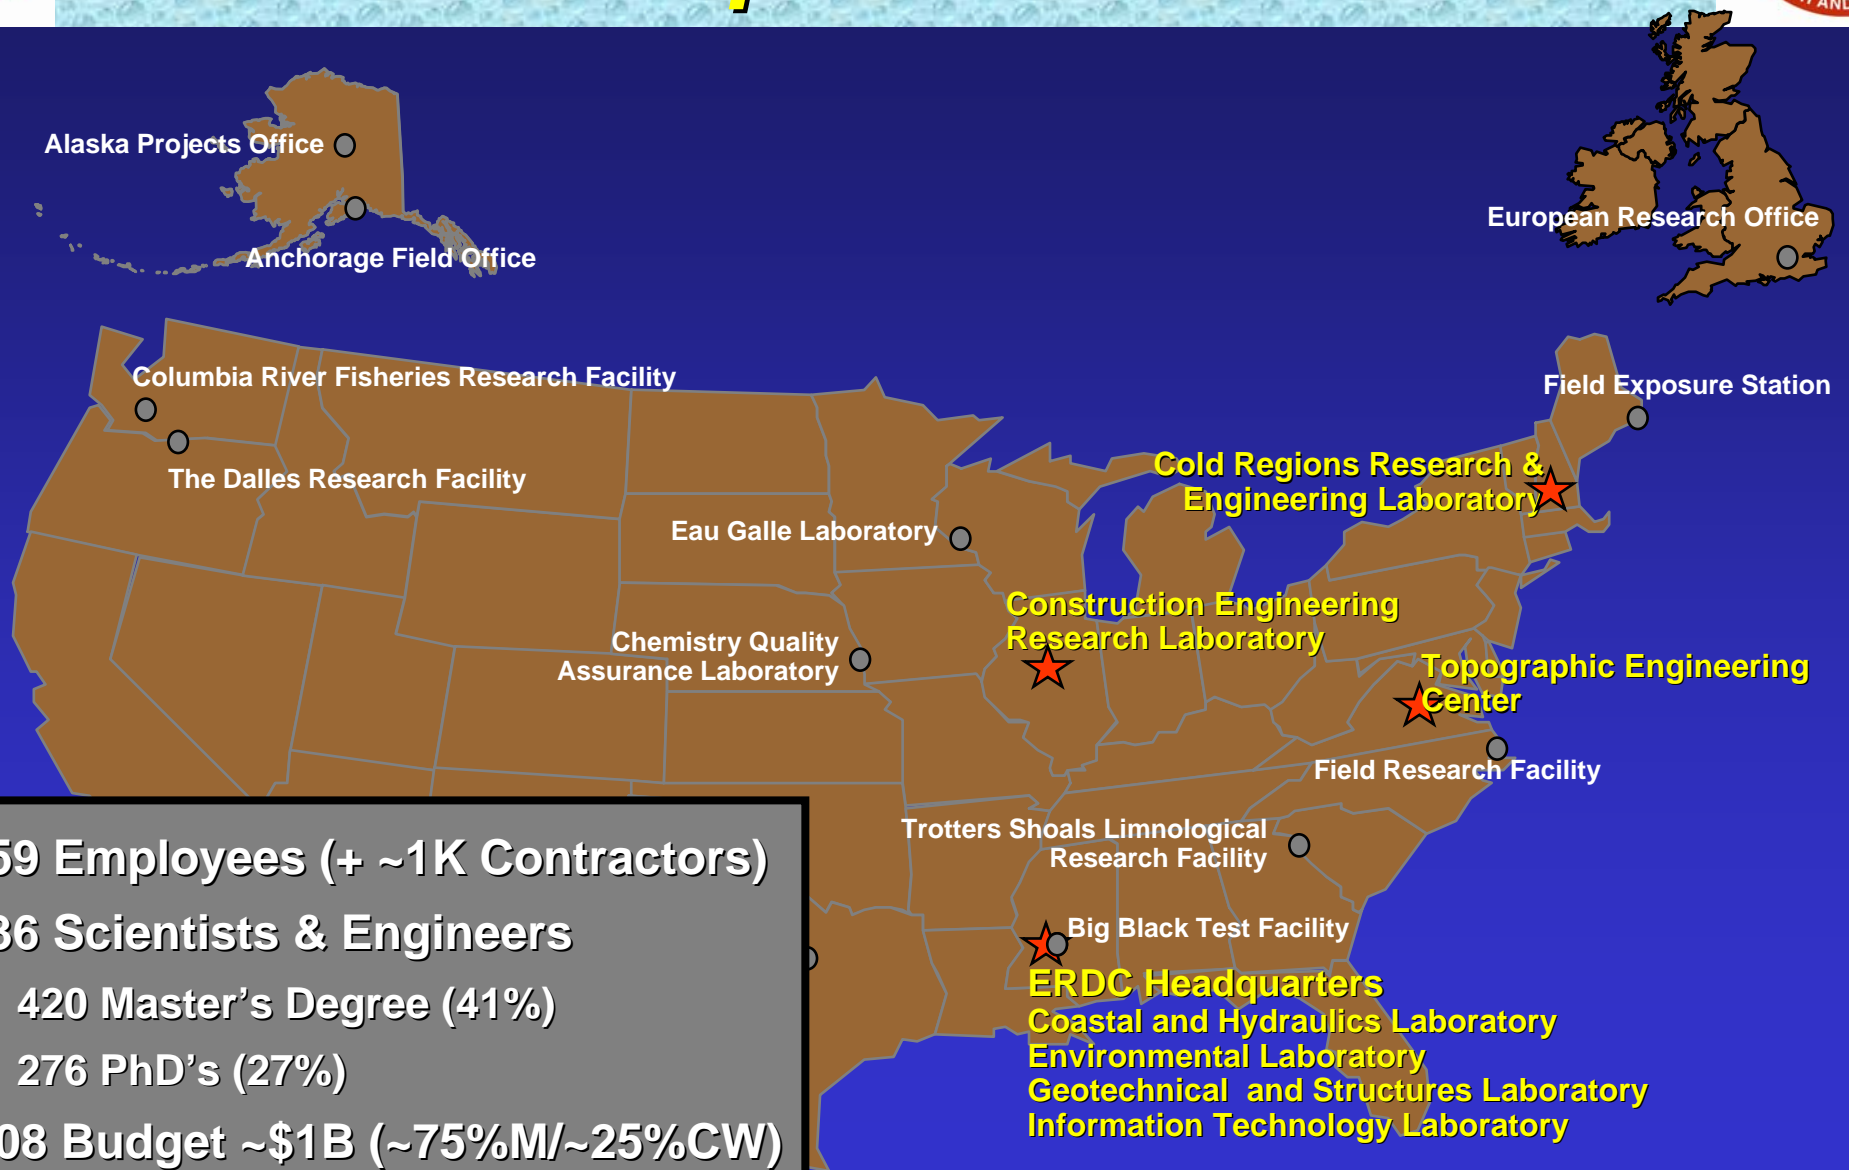 AND
Alaska Projects Office
Anchorage Field Office
European Research Office
Columbia River Fisheries Research Facility
The Dalles Research Facility
Field Exposure Station
Cold Regions Research &
Engineering Laboratory
Eau Galle Laboratory
Construction Engineering
Research Laboratory
Chemistry Quality
Assurance Laboratory
Topographic Engineering
Center
Field Research Facility
Trotters Shoals Limnological
Research Facility
Big Black Test Facility
ERDC Headquarters
Coastal and Hydraulics Laboratory
Environmental Laboratory
Geotechnical and Structures Laboratory
Information Technology Laboratory
59 Employees (+ ~1K Contractors)
36 Scientists & Engineers
420 Master’s Degree (41%)
276 PhD’s (27%)
08 Budget ~$1B (~75%M/~25%CW)